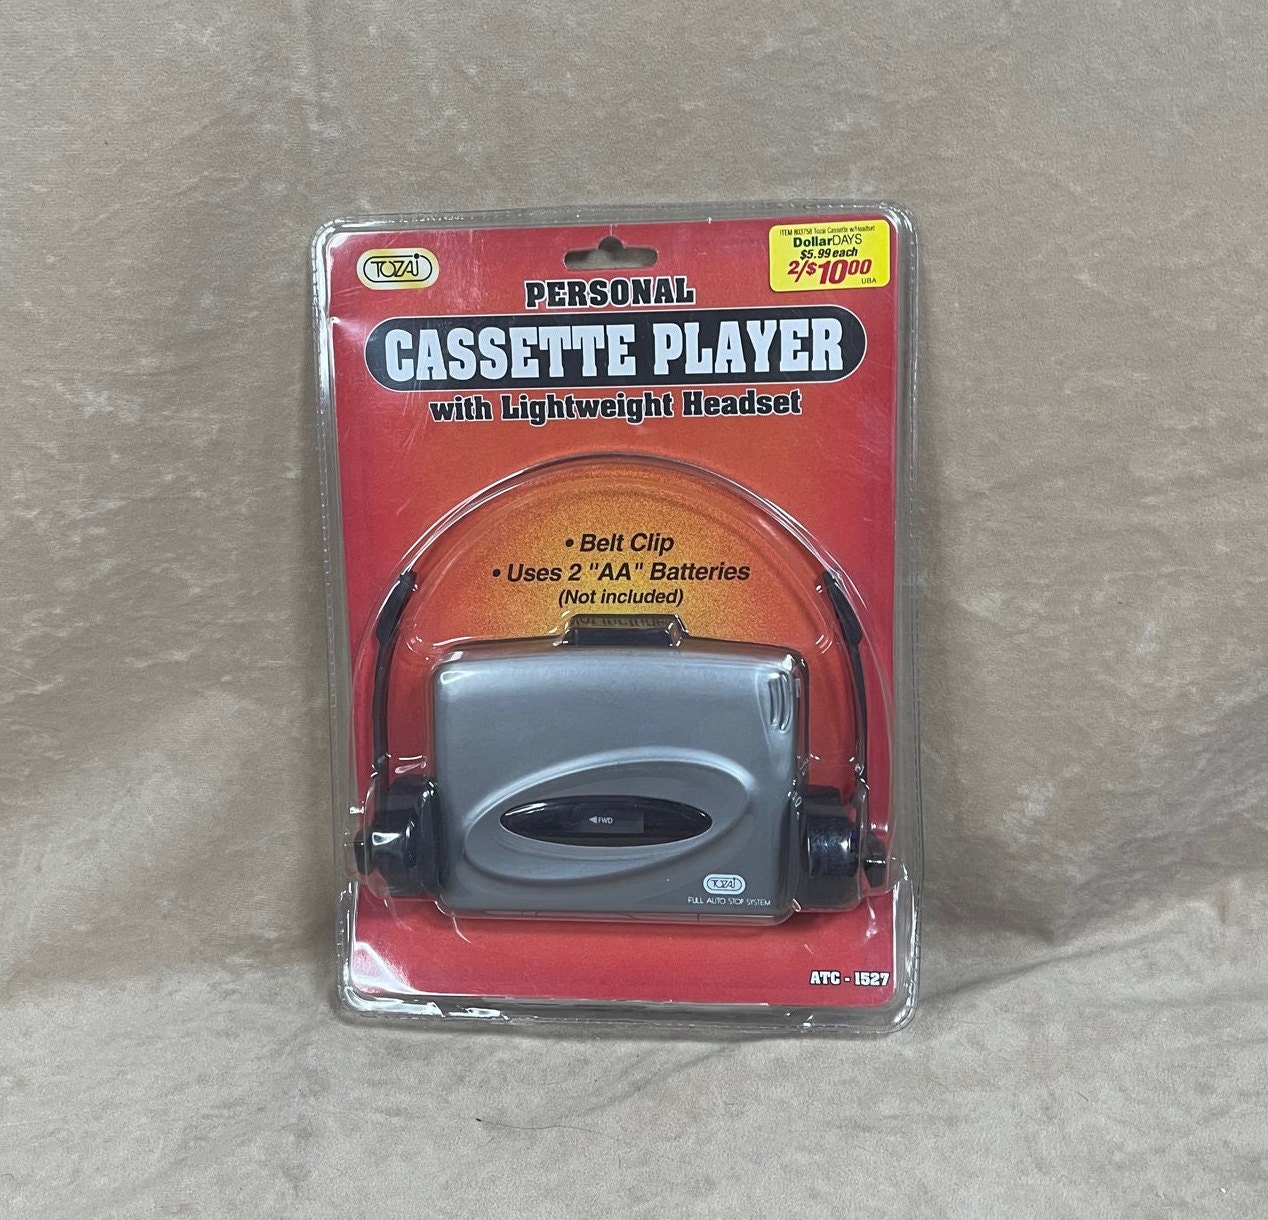 TOZAI
ITEM 803758 Tozai Cassette w/Headset
DollarDAYS
$5.99 each
2/$10.00
UBA
PERSONAL
CASSETTE PLAYER
with Lightweight Headset
• Belt Clip
• Uses 2 "AA" Batteries
(Not included)
◀ FWD
TOZAI
FULL AUTO STOP SYSTEM
ATC - 1527